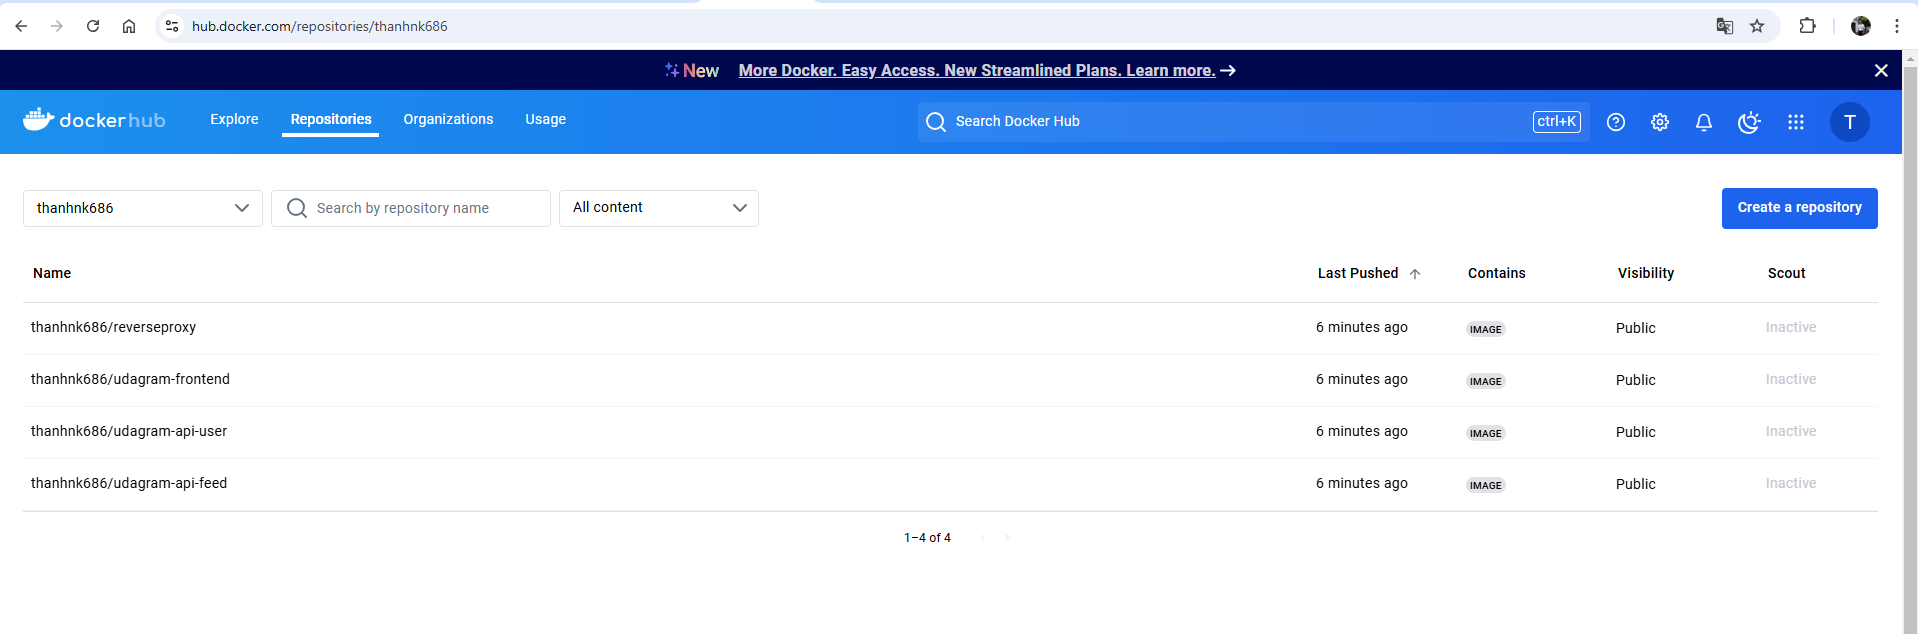 hub.docker.com/repositories/thanhnk686
New More Docker. Easy Access. New Streamlined Plans. Learn more. →
dockerhub Explore Repositories Organizations Usage Search Docker Hub ctrl+K T
thanhnk686 Search by repository name All content Create a repository
Name Last Pushed ↑ Contains Visibility Scout
thanhnk686/reverseproxy 6 minutes ago IMAGE Public Inactive
thanhnk686/udagram-frontend 6 minutes ago IMAGE Public Inactive
thanhnk686/udagram-api-user 6 minutes ago IMAGE Public Inactive
thanhnk686/udagram-api-feed 6 minutes ago IMAGE Public Inactive
1–4 of 4